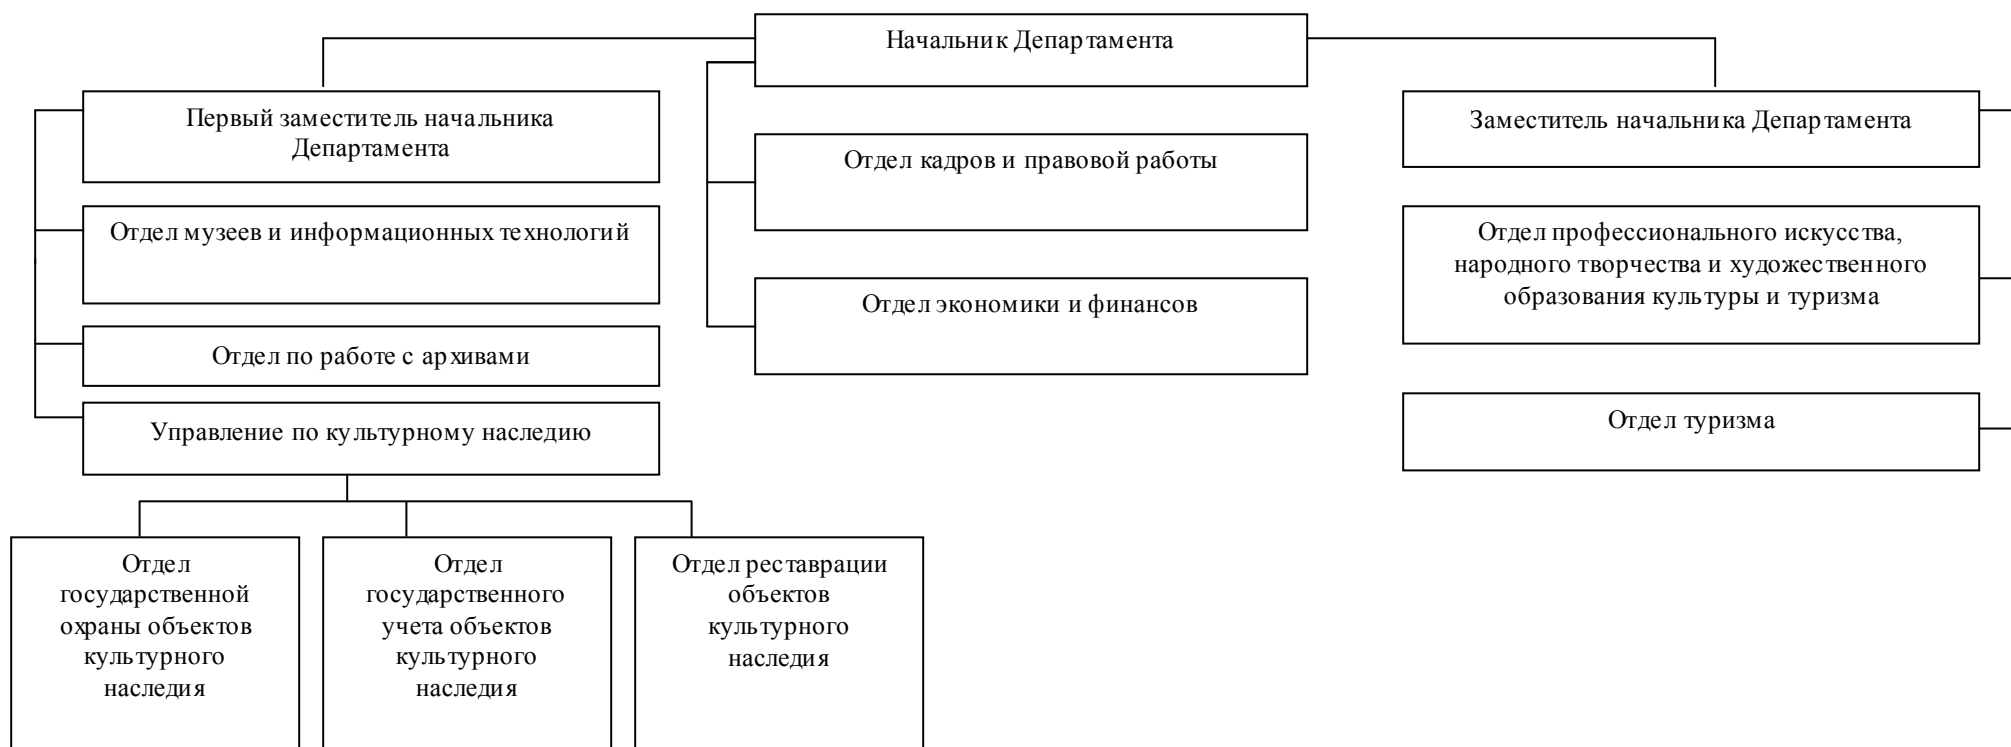 Начальник Департамента
Первый заместитель начальника
Департамента
Отдел музеев и информационных технологий
Отдел по работе с архивами
Управление по культурному наследию
Отдел
государственной
охраны объектов
культурного
наследия
Отдел
государственного
учета объектов
культурного
наследия
Отдел реставрации
объектов
культурного
наследия
Отдел кадров и правовой работы
Отдел экономики и финансов
Заместитель начальника Департамента
Отдел профессионального искусства,
народного творчества и художественного
образования культуры и туризма
Отдел туризма